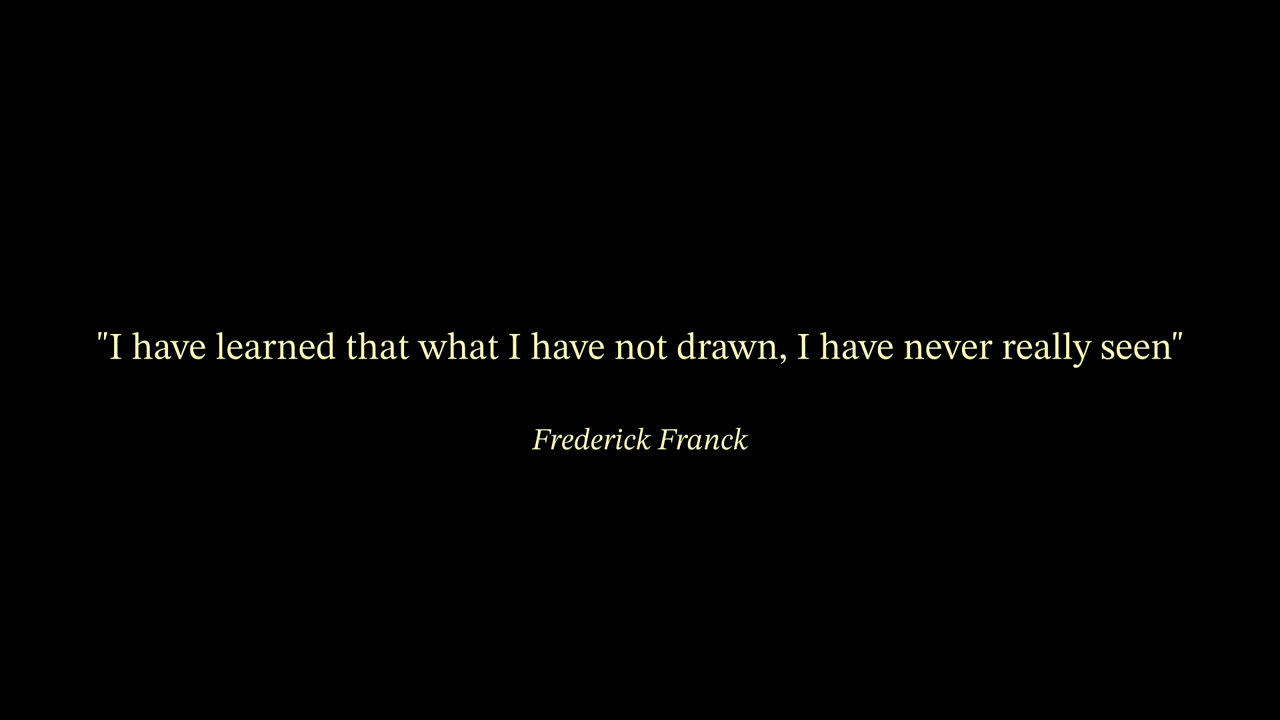 "I have learned that what I have not drawn, I have never really seen"
Frederick Franck